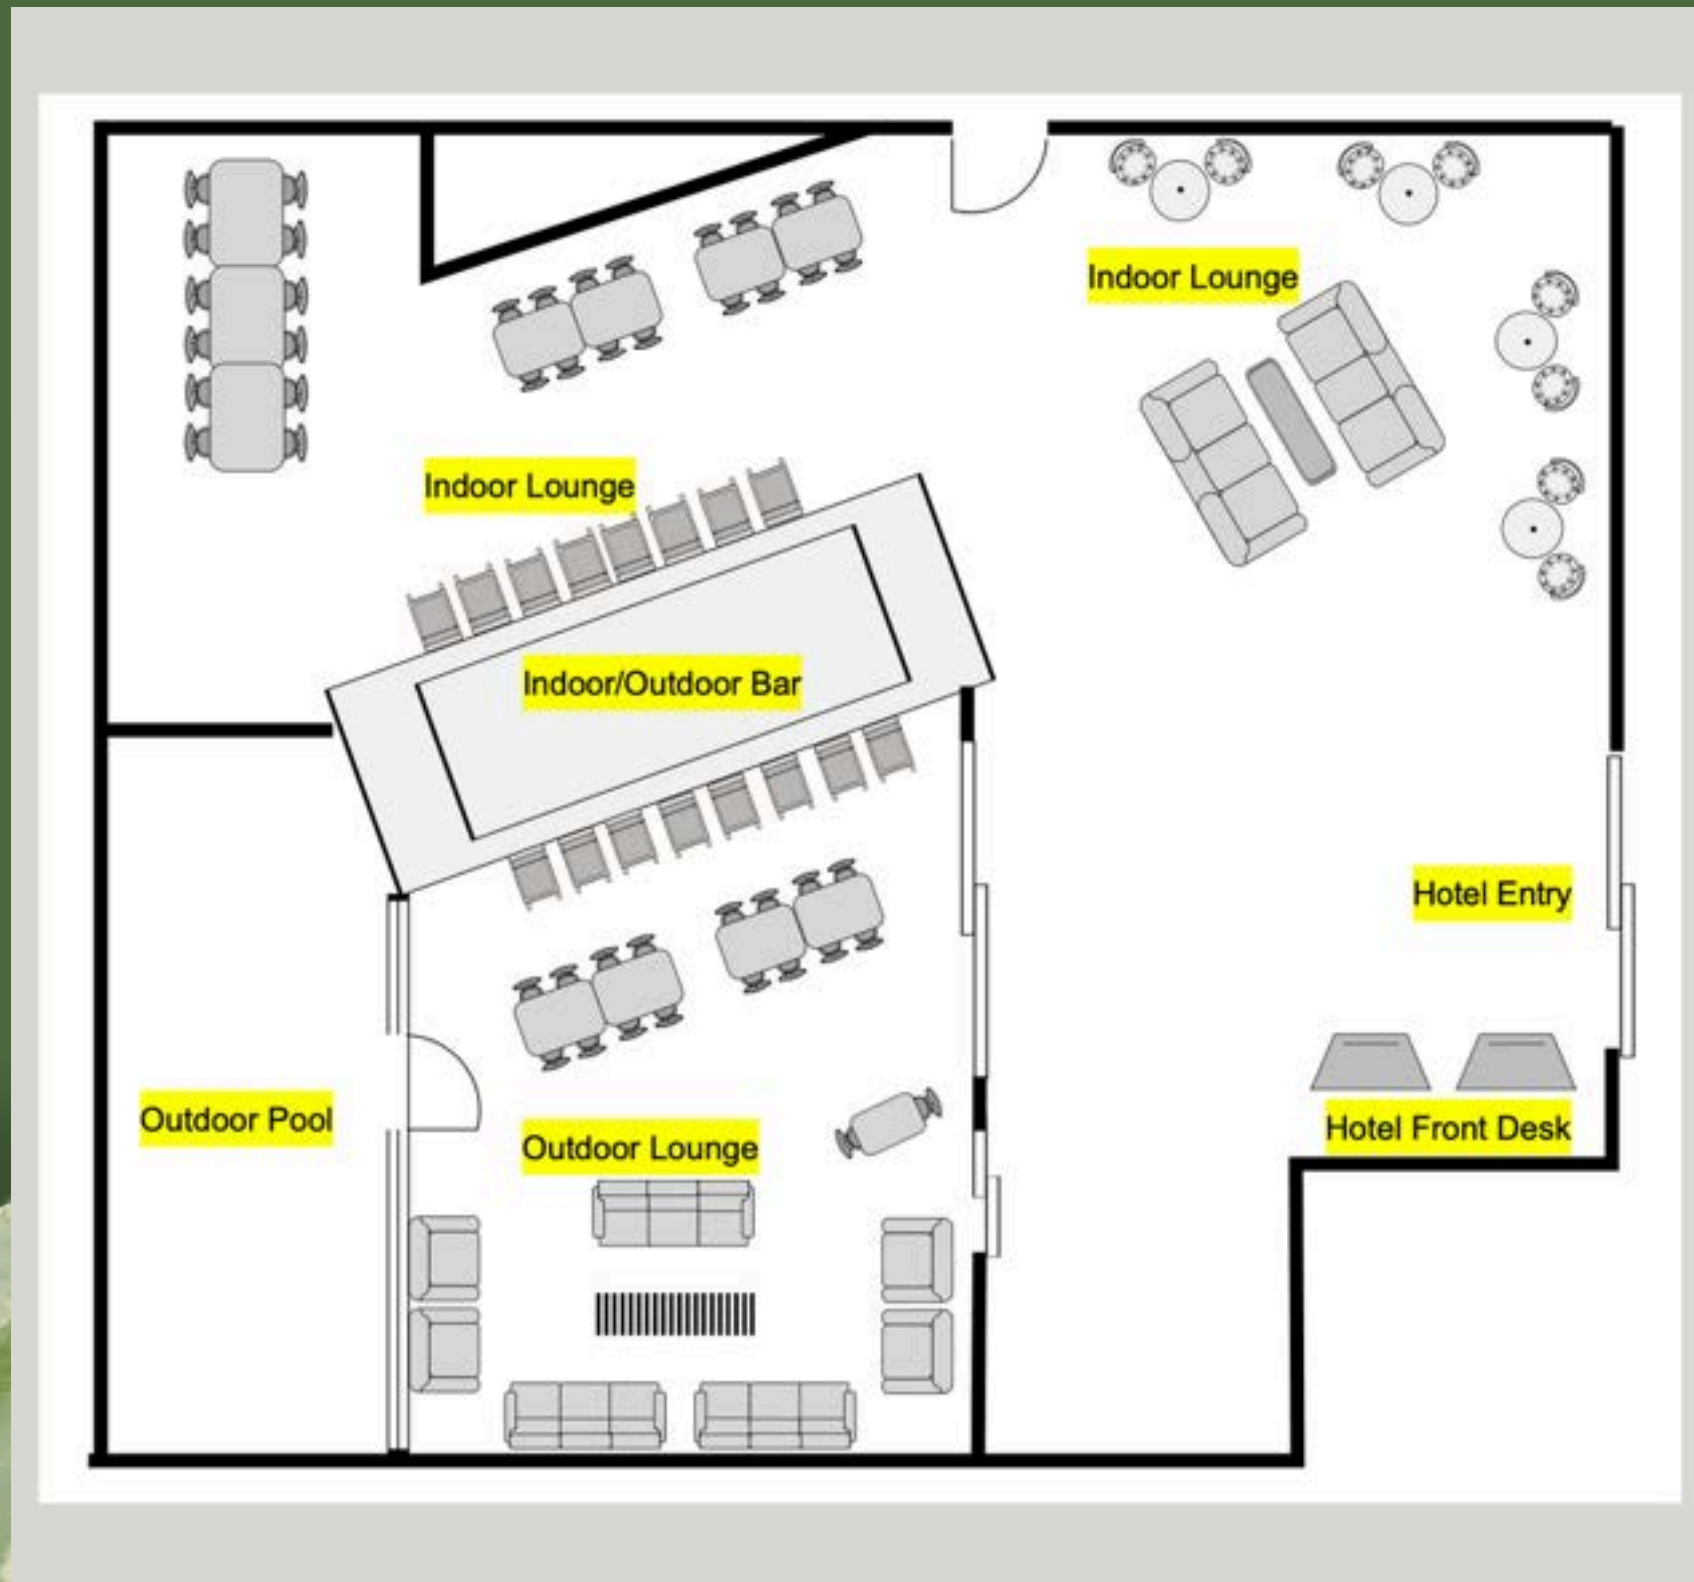 Indoor Lounge
Indoor Lounge
Indoor/Outdoor Bar
Hotel Entry
Outdoor Pool
Hotel Front Desk
Outdoor Lounge